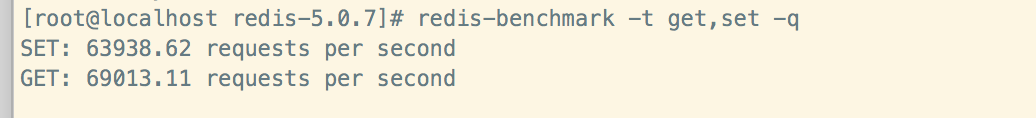 [root@localhost redis-5.0.7]# redis-benchmark -t get,set -q
SET: 63938.62 requests per second
GET: 69013.11 requests per second